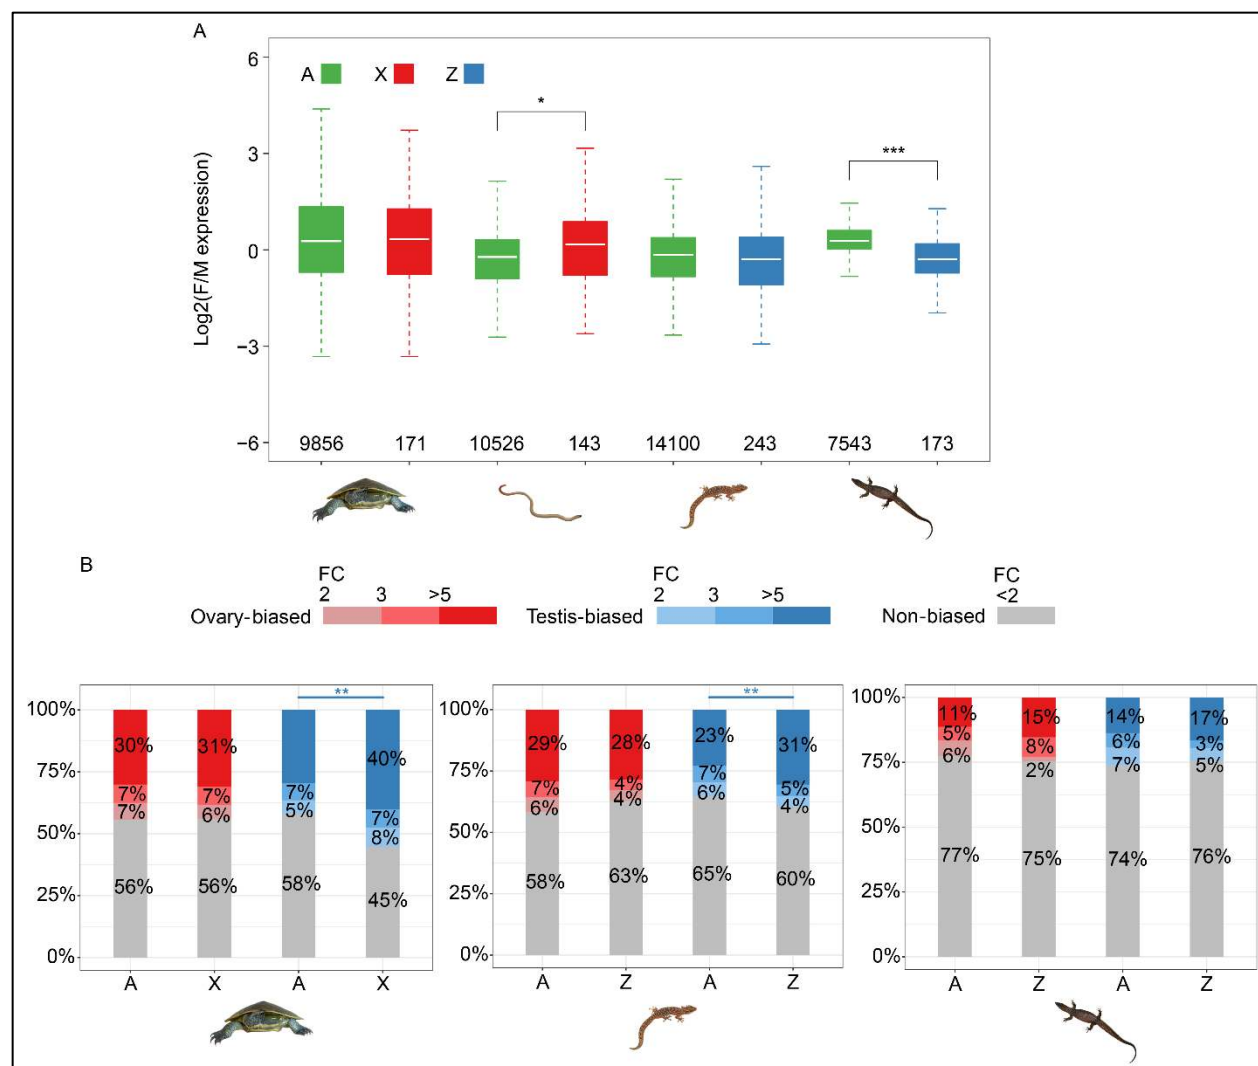 A
6
A X Z
*
3
***
0
−3
−6
Log2(F/M expression)
9856 171 10526 143 14100 243 7543 173
B
FC FC FC
2 3 >5 2 3 >5 <2
Ovary-biased Testis-biased Non-biased
** **
100% 100% 100%
75% 75% 75%
50% 50% 50%
25% 25% 25%
0% 0% 0%
30% 31% 40%
7% 7% 7% 7%
7% 6% 5% 8%
56% 56% 58% 45%
A X A X
29% 28% 23% 31%
7% 4% 7% 5%
6% 4% 6% 4%
58% 63% 65% 60%
A Z A Z
11% 15% 14% 17%
5% 8% 6% 3%
6% 2% 7% 5%
77% 75% 74% 76%
A Z A Z